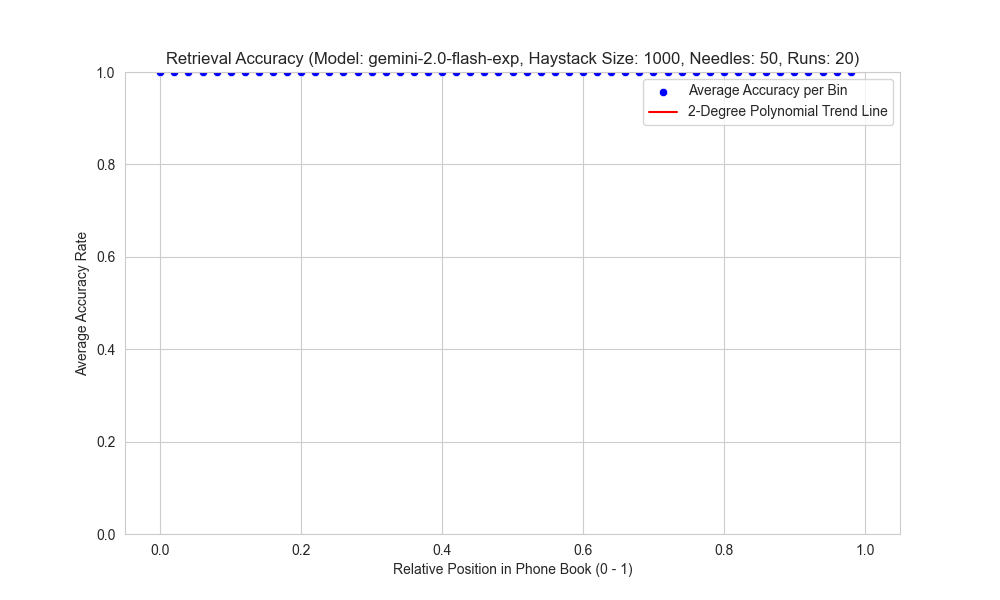 Retrieval Accuracy (Model: gemini-2.0-flash-exp, Haystack Size: 1000, Needles: 50, Runs: 20)
Average Accuracy per Bin
2-Degree Polynomial Trend Line
1.0
0.8
0.6
0.4
0.2
0.0
Average Accuracy Rate
0.0 0.2 0.4 0.6 0.8 1.0
Relative Position in Phone Book (0 - 1)